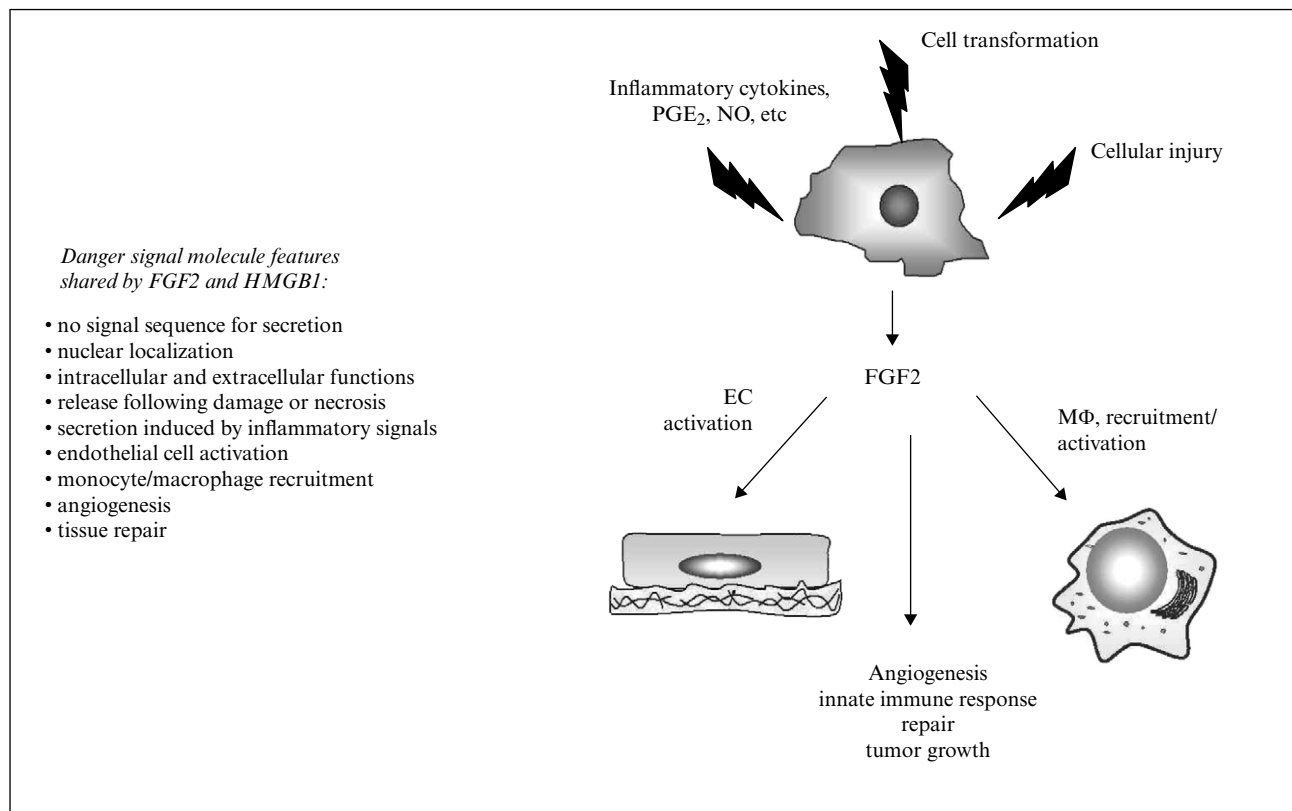 Cell transformation
Inflammatory cytokines,
PGE2, NO, etc
Cellular injury
Danger signal molecule features
shared by FGF2 and HMGB1:
• no signal sequence for secretion
• nuclear localization
• intracellular and extracellular functions
• release following damage or necrosis
• secretion induced by inflammatory signals
• endothelial cell activation
• monocyte/macrophage recruitment
• angiogenesis
• tissue repair
FGF2
EC
activation
MΦ, recruitment/
activation
Angiogenesis
innate immune response
repair
tumor growth